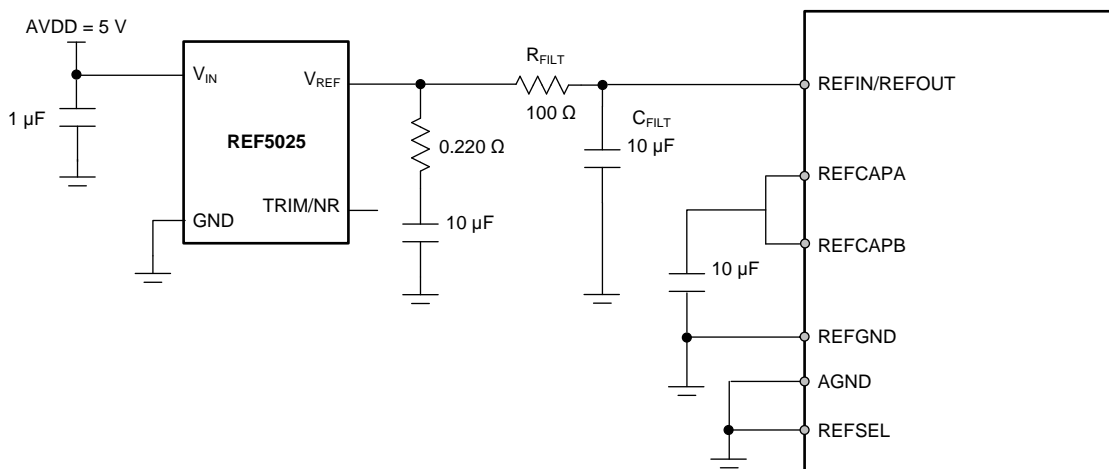 AVDD = 5 V
1 µF
VIN
REF5025
GND
VREF
TRIM/NR
0.220 Ω
10 µF
RFILT
100 Ω
CFILT
10 µF
10 µF
REFIN/REFOUT
REFCAPA
REFCAPB
REFGND
AGND
REFSEL